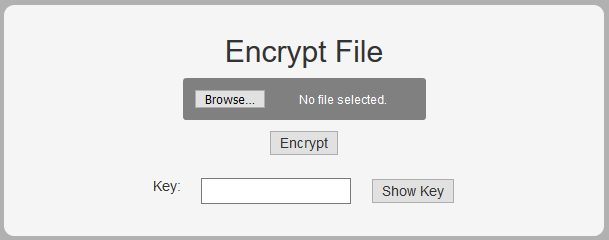 Encrypt File
Browse... No file selected.
Encrypt
Key: Show Key